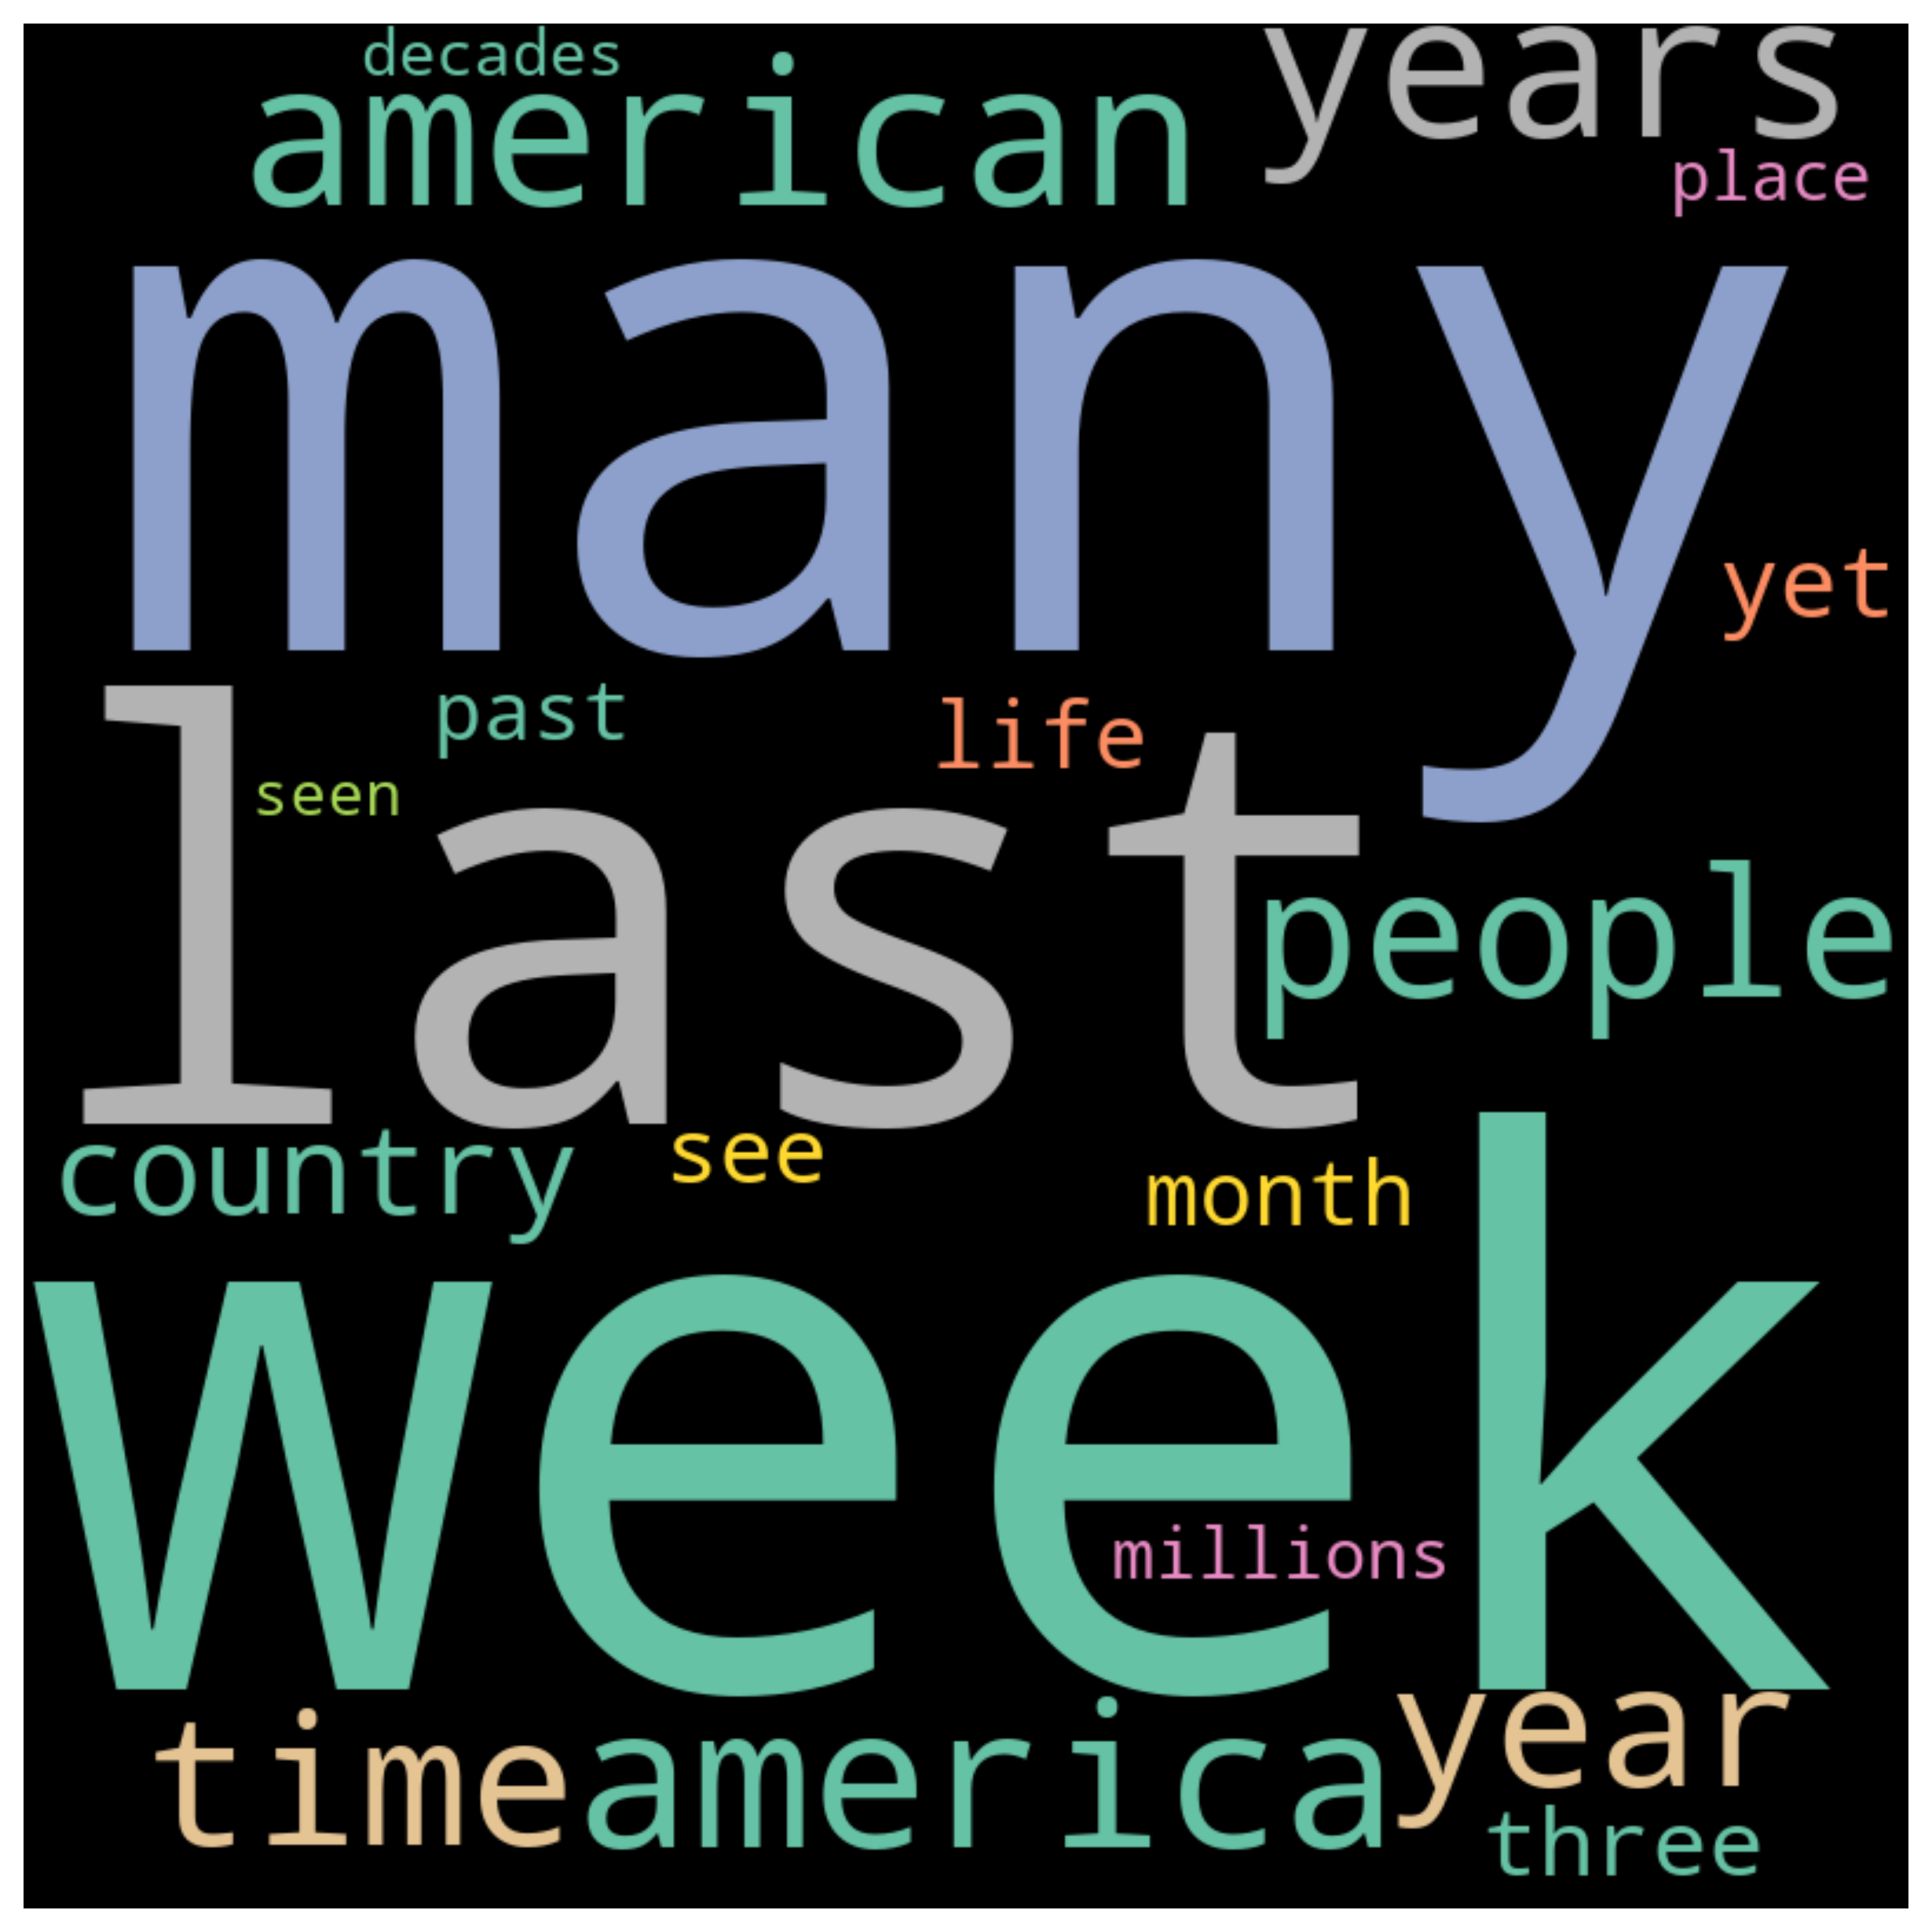 decades
years
american
place
many
yet
past
life
seen
last
people
country
see
month
week
millions
time
america
year
three